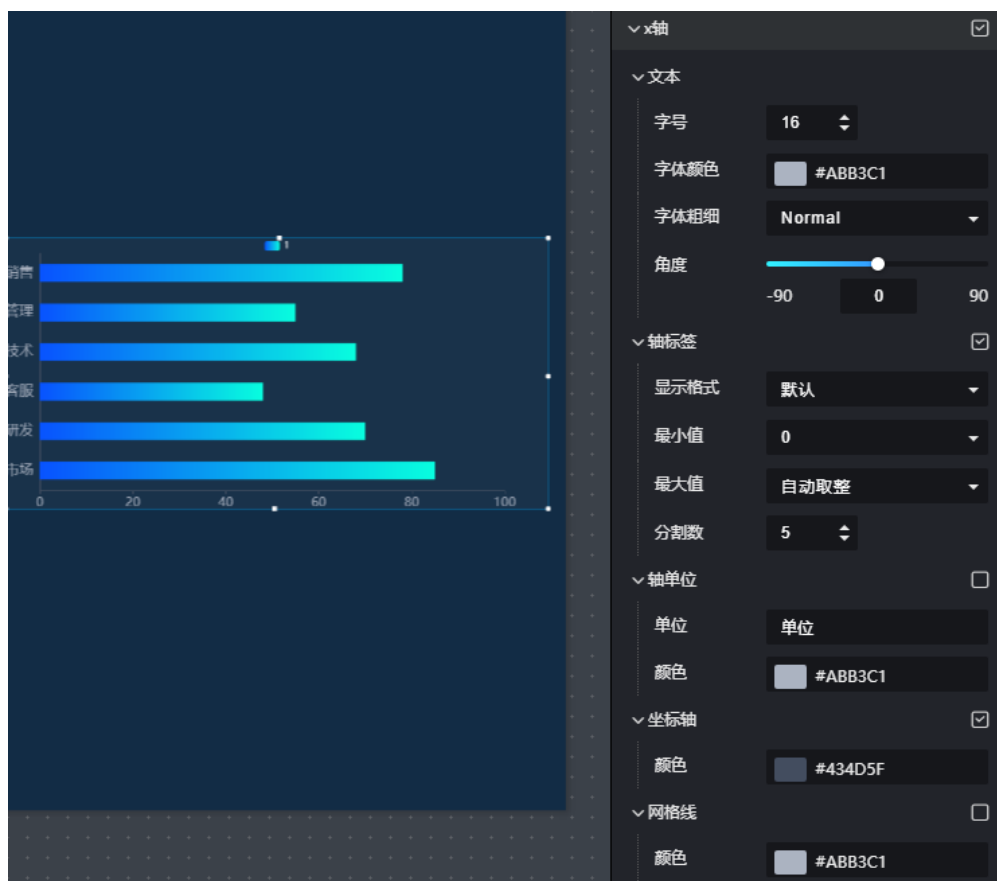 1
销售
管理
技术
客服
研发
市场
0 20 40 60 80 100
x轴
文本
字号 16
字体颜色 #ABB3C1
字体粗细 Normal
角度
-90 0 90
轴标签
显示格式 默认
最小值 0
最大值 自动取整
分割数 5
轴单位
单位 单位
颜色 #ABB3C1
坐标轴
颜色 #434D5F
网格线
颜色 #ABB3C1